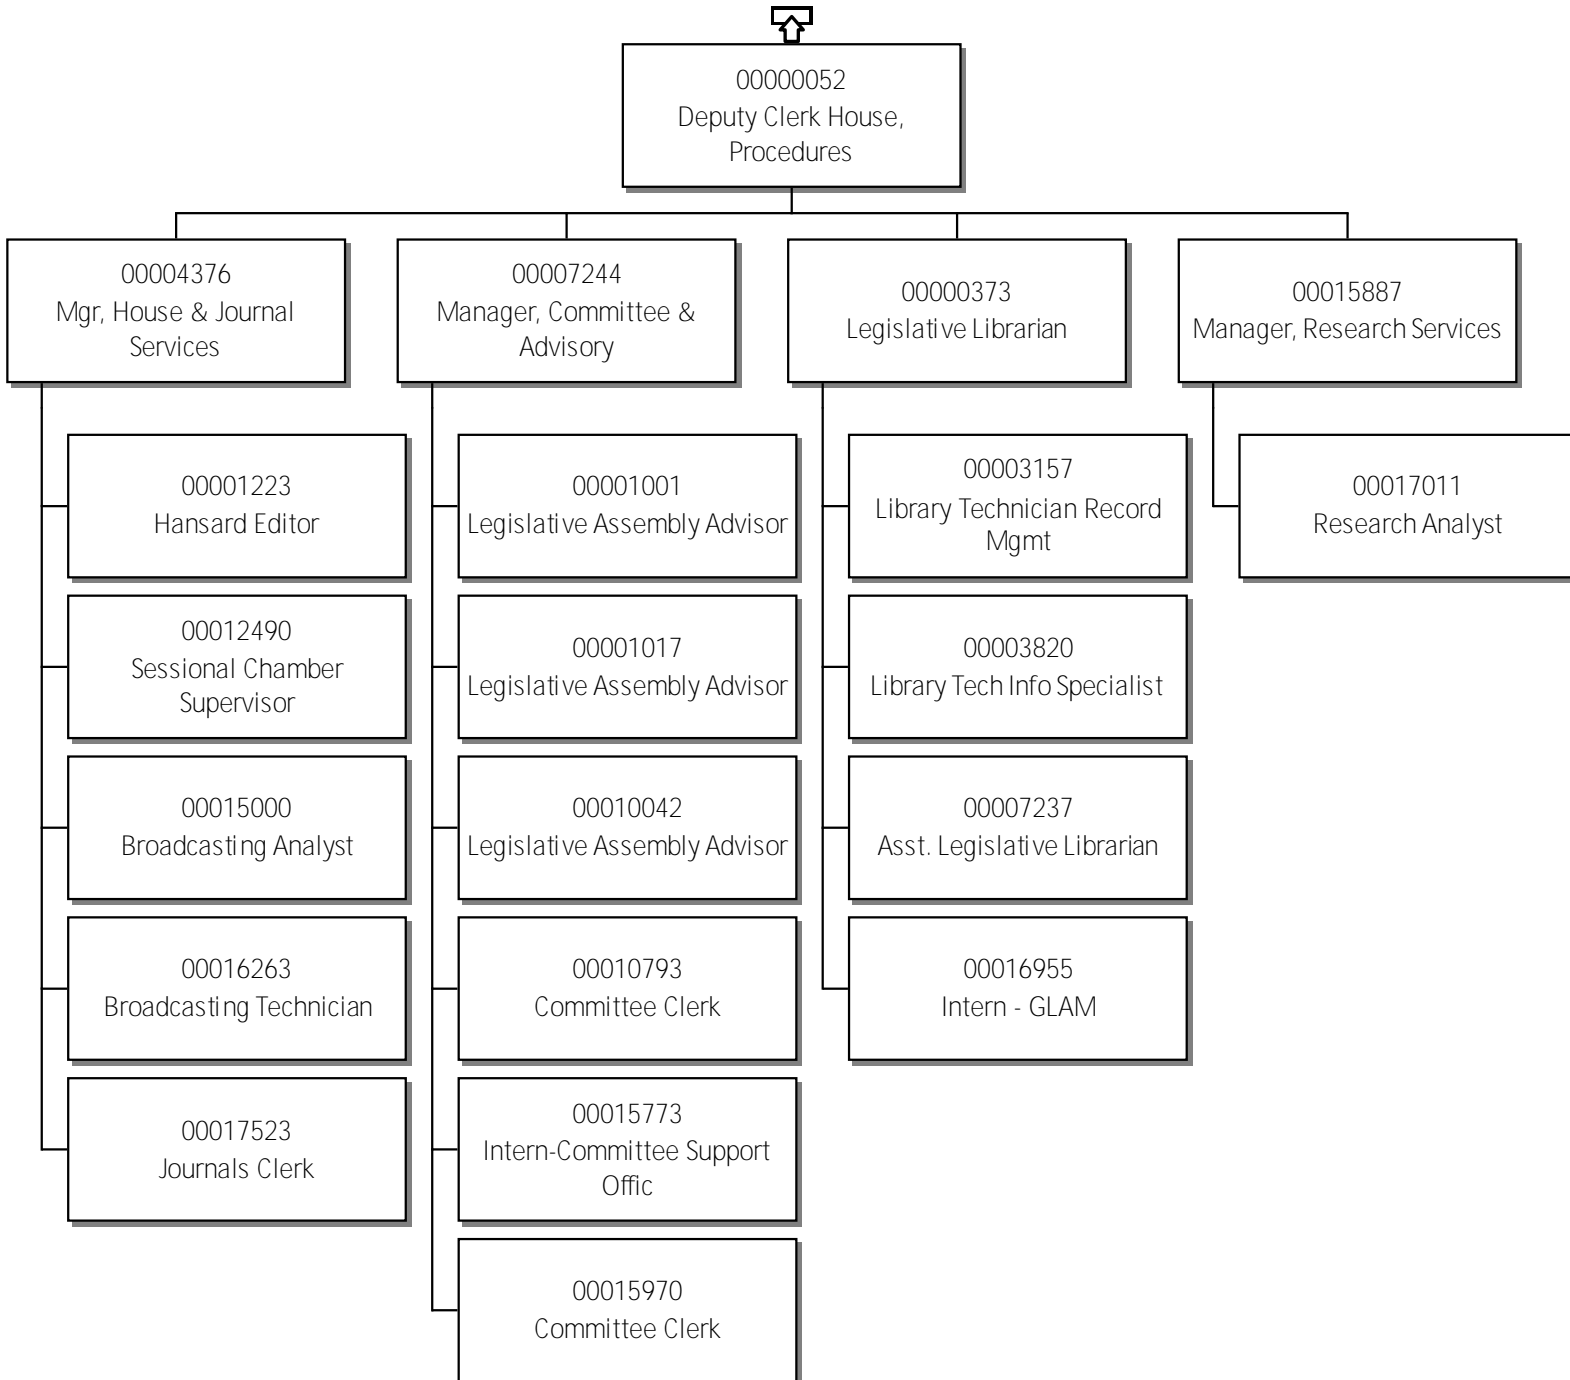 00000052
Deputy Clerk House,
Procedures
00004376
Mgr, House & Journal
Services
00007244
Manager, Committee &
Advisory
00000373
Legislative Librarian
00015887
Manager, Research Services
00001223
Hansard Editor
00012490
Sessional Chamber
Supervisor
00015000
Broadcasting Analyst
00016263
Broadcasting Technician
00017523
Journals Clerk
00001001
Legislative Assembly Advisor
00001017
Legislative Assembly Advisor
00010042
Legislative Assembly Advisor
00010793
Committee Clerk
00015773
Intern-Committee Support
Offic
00015970
Committee Clerk
00003157
Library Technician Record
Mgmt
00003820
Library Tech Info Specialist
00007237
Asst. Legislative Librarian
00016955
Intern - GLAM
00017011
Research Analyst